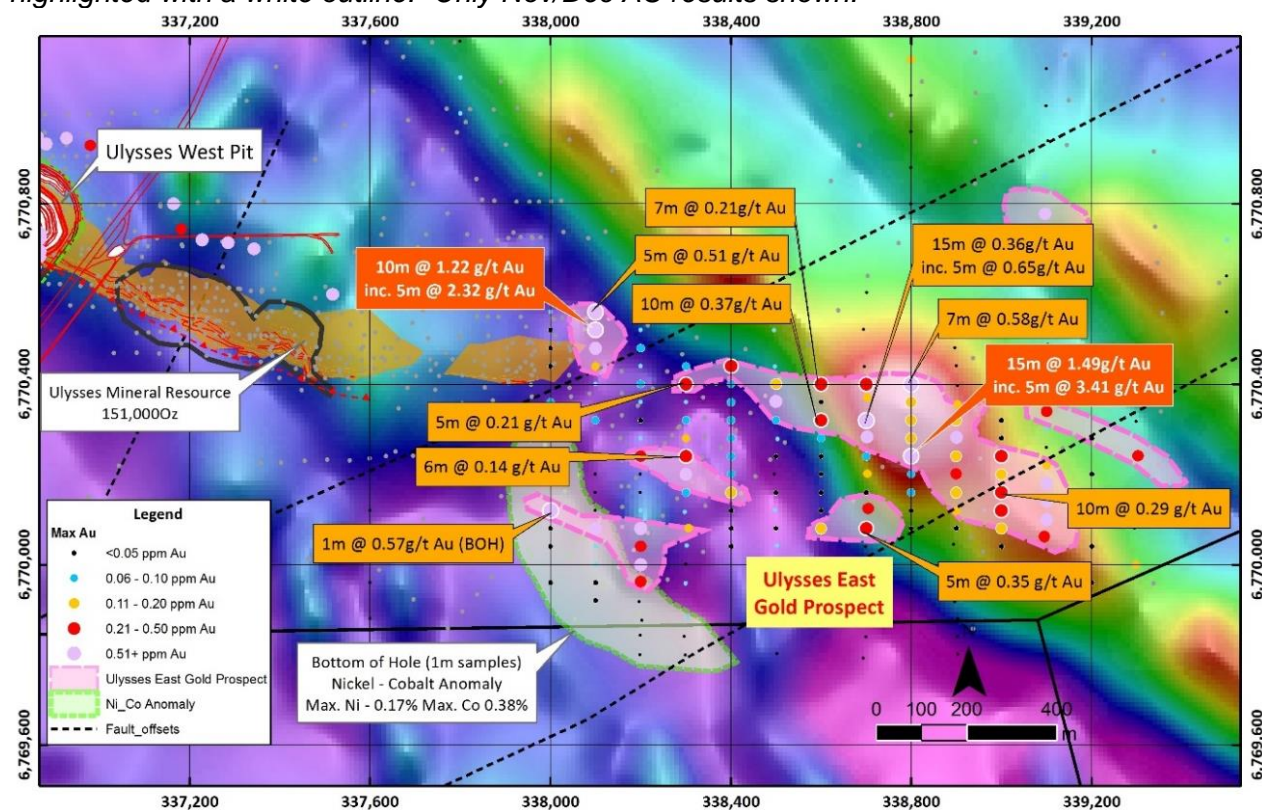 highlighted with a white outline. Only Nov/Dec AC results shown.
337,200
337,600
338,000
338,400
338,800
339,200
6,770,800
6,770,400
6,770,000
6,769,600
6,770,800
6,770,400
6,770,000
6,769,600
Ulysses West Pit
7m @ 0.21g/t Au
15m @ 0.36g/t Au
inc. 5m @ 0.65g/t Au
5m @ 0.51 g/t Au
10m @ 1.22 g/t Au
inc. 5m @ 2.32 g/t Au
10m @ 0.37g/t Au
7m @ 0.58g/t Au
15m @ 1.49g/t Au
inc. 5m @ 3.41 g/t Au
Ulysses Mineral Resource
151,000Oz
5m @ 0.21 g/t Au
6m @ 0.14 g/t Au
10m @ 0.29 g/t Au
1m @ 0.57g/t Au (BOH)
5m @ 0.35 g/t Au
Ulysses East
Gold Prospect
Bottom of Hole (1m samples)
Nickel - Cobalt Anomaly
Max. Ni - 0.17% Max. Co 0.38%
Legend
Max Au
<0.05 ppm Au
0.06 - 0.10 ppm Au
0.11 - 0.20 ppm Au
0.21 - 0.50 ppm Au
0.51+ ppm Au
Ulysses East Gold Prospect
Ni_Co Anomaly
Fault_offsets
0 100 200 400
m
337,200
337,600
338,000
338,400
338,800
339,200